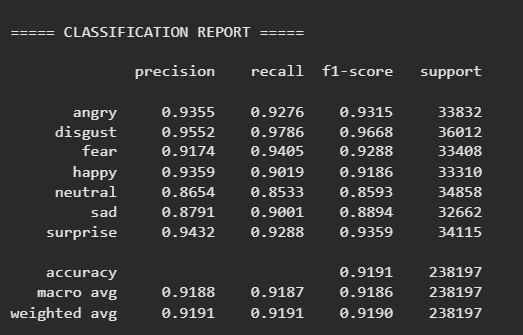 ===== CLASSIFICATION REPORT =====
precision recall f1-score support
angry 0.9355 0.9276 0.9315 33832
disgust 0.9552 0.9786 0.9668 36012
fear 0.9174 0.9405 0.9288 33408
happy 0.9359 0.9019 0.9186 33310
neutral 0.8654 0.8533 0.8593 34858
sad 0.8791 0.9001 0.8894 32662
surprise 0.9432 0.9288 0.9359 34115
accuracy 0.9191 238197
macro avg 0.9188 0.9187 0.9186 238197
weighted avg 0.9191 0.9191 0.9190 238197